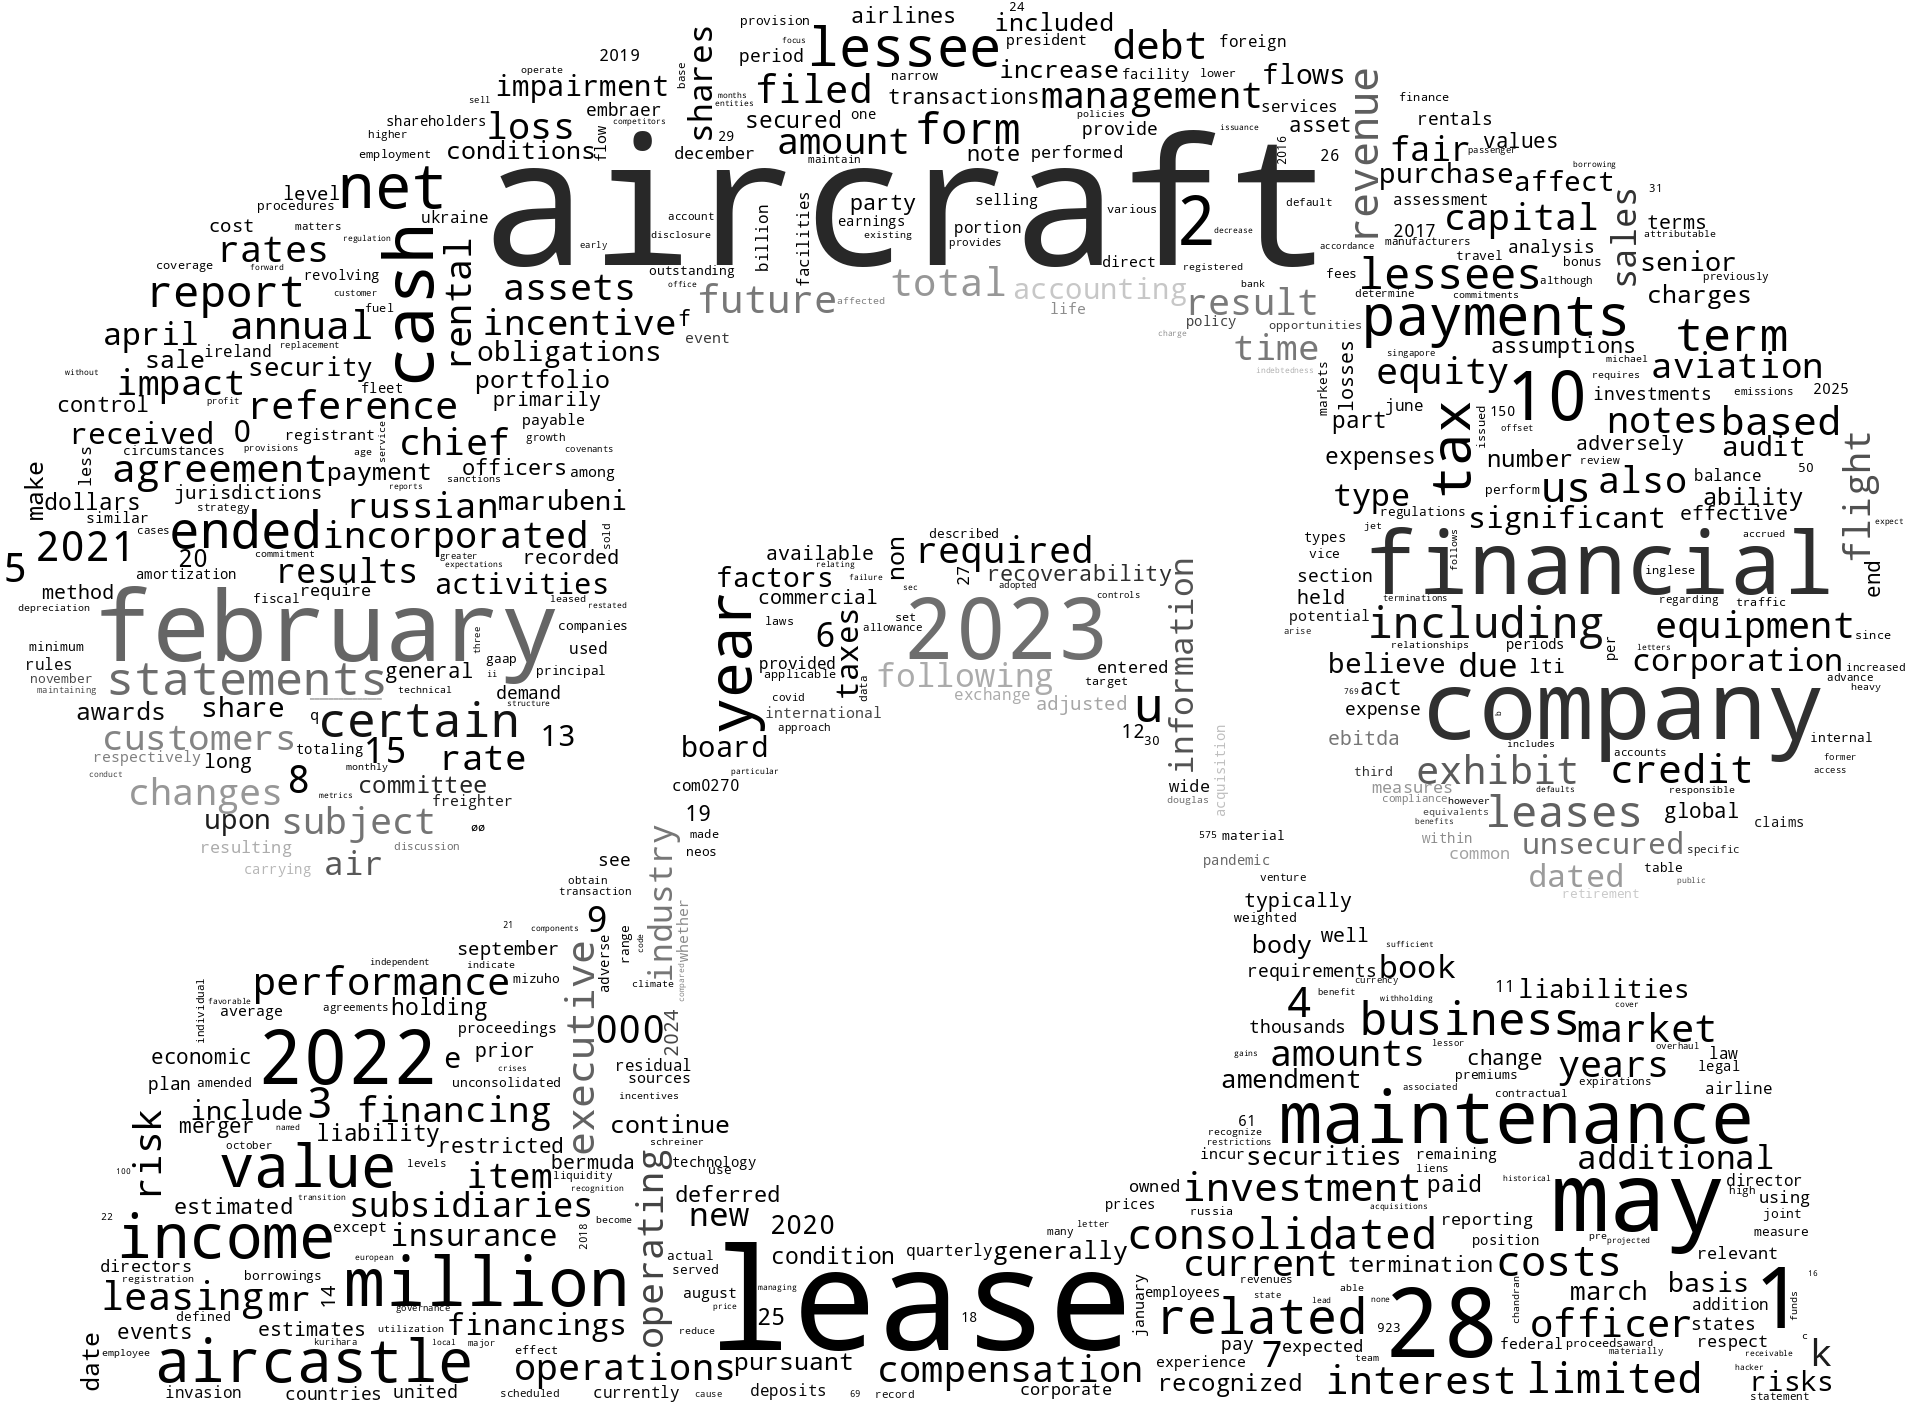 24
airlines included
provision
focus lessee president debt foreign
2019 shares period
operate base increase facility lower flows
impairment narrow revenue
sell months entities filed transactions management services finance
embraer policies
shareholders loss competitors secured one form provide issuance asset rentals
higher flow 29 amount values
employment conditions december maintain note performed 2016 26 fair passenger
borrowing
level net aircraft purchase affect 31
procedures ukraine account billion facilities party selling various 2 default assessment sales
cost matters earnings portion decrease 2017 capital terms
rates regulation cash rental early disclosure existing provides accordance manufacturers analysis attributable
coverage forward revolving outstanding direct registered fees travel bonus senior
report customer assets office total accounting bank lessees although previously
fuel future affected life result determine commitments charges
april annual incentive f policy opportunities payments term
sale ireland replacement obligations event charge time assumptions
without impact security portfolio indebtedness markets losses singapore michael aviation
control profit fleet primarily equity 10 requires investments emissions 2025
received 0 reference payable june tax 150 notes based
circumstances registrant service chief growth part issued offset adversely audit
provisions age covenants
make less agreement payment officers among expenses number review balance 50 flight
dollars jurisdictions reports sanctions type perform us also ability
similar strategy russian marubeni regulations significant effective expect
cases ended incorporated sold described required jet
5 2021 20 commitment greater recorded available non types financial follows accrued
amortization results expectations relating factors failure 27 recoverability information vice end
method fiscal require activities commercial sec adopted controls section inglese
depreciation leased restated held terminations regarding traffic
february three companies year laws 6 taxes set allowance 2023 potential arise including equipment since
minimum used relationships periods per letters
rules statements general gaap principal provided applicable following entered believe due lti corporation increased
november ii data target advance
maintaining technical demand covid exchange adjusted 769 act heavy
awards share q certain structure international u expense company b
customers totaling 15 rate 13 approach 12 30 acquisition ebitda includes internal
respectively long monthly board accounts former
conduct 8 committee particular third exhibit credit access
changes metrics freighter com0270 wide measures defaults responsible
upon subject øø 19 douglas compliance however leases global
equivalents benefits claims
resulting discussion made 575 material within unsecured specific
carrying air see industry neos pandemic common dated table
obtain venture public
transaction typically retirement
21 components 9 whether weighted
september executive adverse range code body well sufficient
independent indicate compared requirements book
performance mizuho climate currency
individual favorable agreements holding 4 benefit withholding 11 liabilities
average proceedings 000 2024 thousands business cover
economic 2022 e prior gains amounts lessor market
crises residual change overhaul law
plan amended unconsolidated sources amendment associated premiums years legal
include 3 financing incentives contractual expirations airline
risk merger named liability continue 61 maintenance
october restricted schreiner recognize restrictions
100 value levels item bermuda operating technology incur securities remaining additional
liquidity use liens
estimated transition subsidiaries recognition deferred owned investment paid historical may director
high using
22 income except insurance 2018 become new 2020 prices russia acquisitions joint
many letter consolidated reporting measure
directors european million actual condition quarterly generally position pre projected relevant
registration borrowings served lease current termination costs
leasing mr 14 august managing january employees revenues able march basis 1 16
defined governance price 25 18 state lead none chandran addition funds
events estimates utilization financings reduce related 923 28 officer states
date kurihara local major pay 7 expected federal proceeds award respect c k
employee aircastle effect operations pursuant compensation experience team materially receivable
invasion countries united scheduled currently cause deposits 69 record corporate recognized interest limited hacker risks
statement